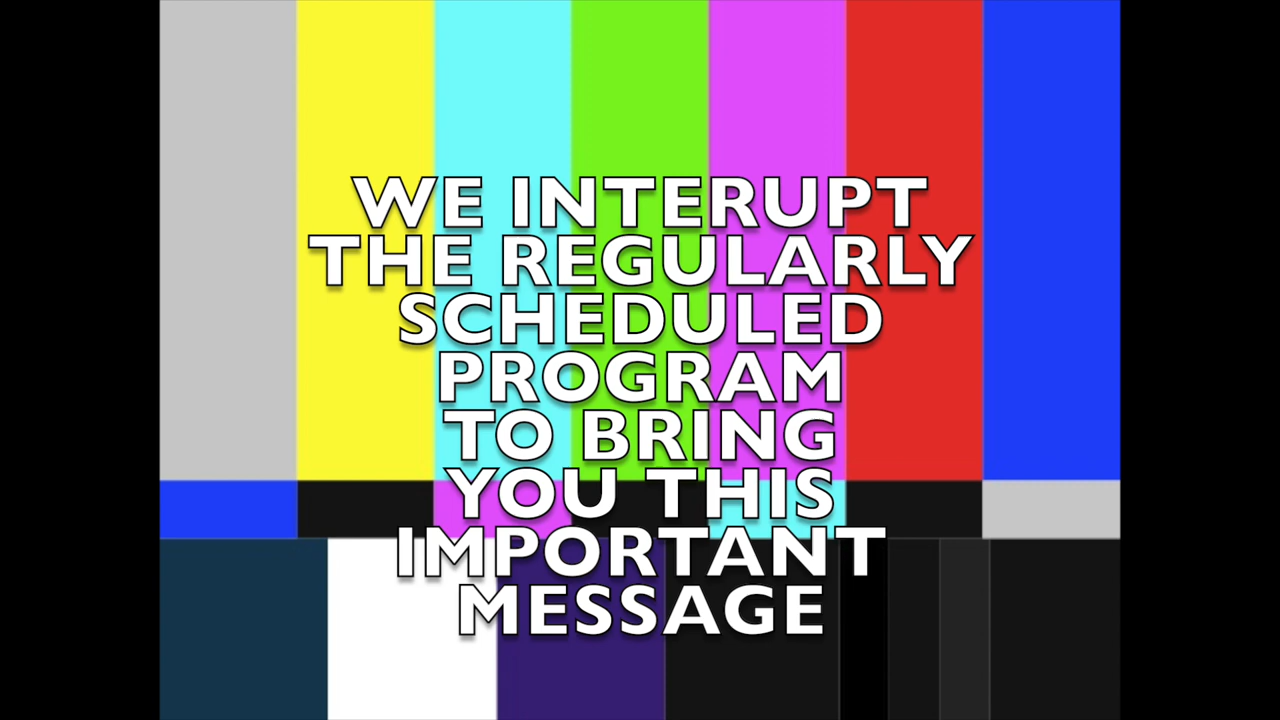 WE INTERUPT
THE REGULARLY
SCHEDULED
PROGRAM
TO BRING
YOU THIS
IMPORTANT
MESSAGE